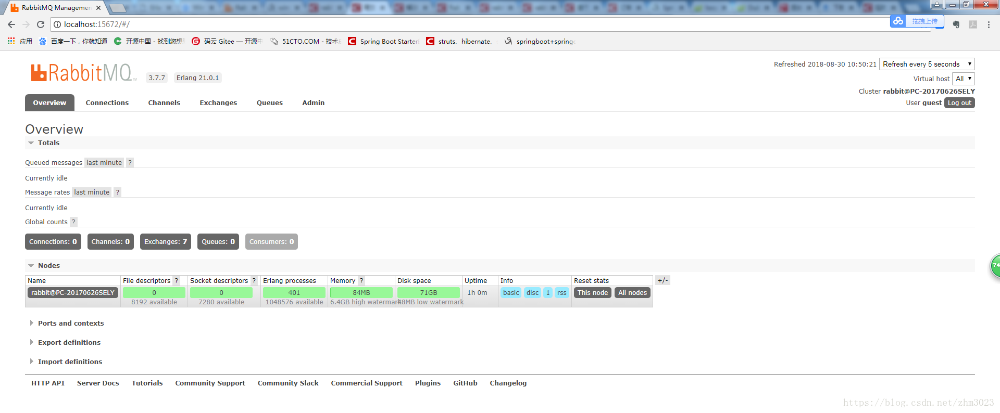 RabbitMQ Managemen
localhost:15672/#/
拖拽上传
应用 百度一下，你就知道 开源中国 - 找到您想 码云 Gitee — 开源中 51CTO.COM - 技术 Spring Boot Starter struts、hibernate、 springboot+spring
RabbitMQ TM 3.7.7 Erlang 21.0.1
Refreshed 2018-08-30 10:50:21 Refresh every 5 seconds
Virtual host All
Cluster rabbit@PC-20170626SELY
User guest Log out
Overview Connections Channels Exchanges Queues Admin
Overview
Totals
Queued messages last minute ?
Currently idle
Message rates last minute ?
Currently idle
Global counts ?
Connections: 0 Channels: 0 Exchanges: 7 Queues: 0 Consumers: 0
Nodes
Name File descriptors ? Socket descriptors ? Erlang processes Memory ? Disk space Uptime Info Reset stats +/-
rabbit@PC-20170626SELY 0 0 401 84MB 71GB 1h 0m basic disc 1 rss This node All nodes
8192 available 7280 available 1048576 available 6.4GB high watermark 48MB low watermark
74
Ports and contexts
Export definitions
Import definitions
HTTP API Server Docs Tutorials Community Support Community Slack Commercial Support Plugins GitHub Changelog
https://blog.csdn.net/zhm3023